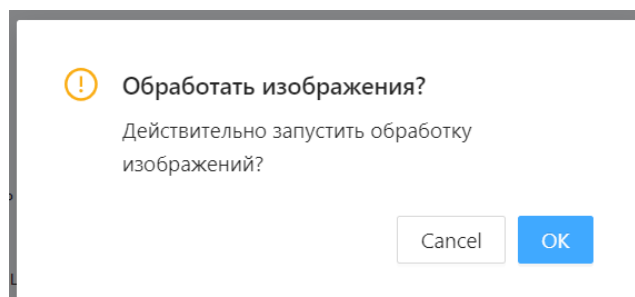 Обработать изображения?
Действительно запустить обработку
изображений?
Cancel OK